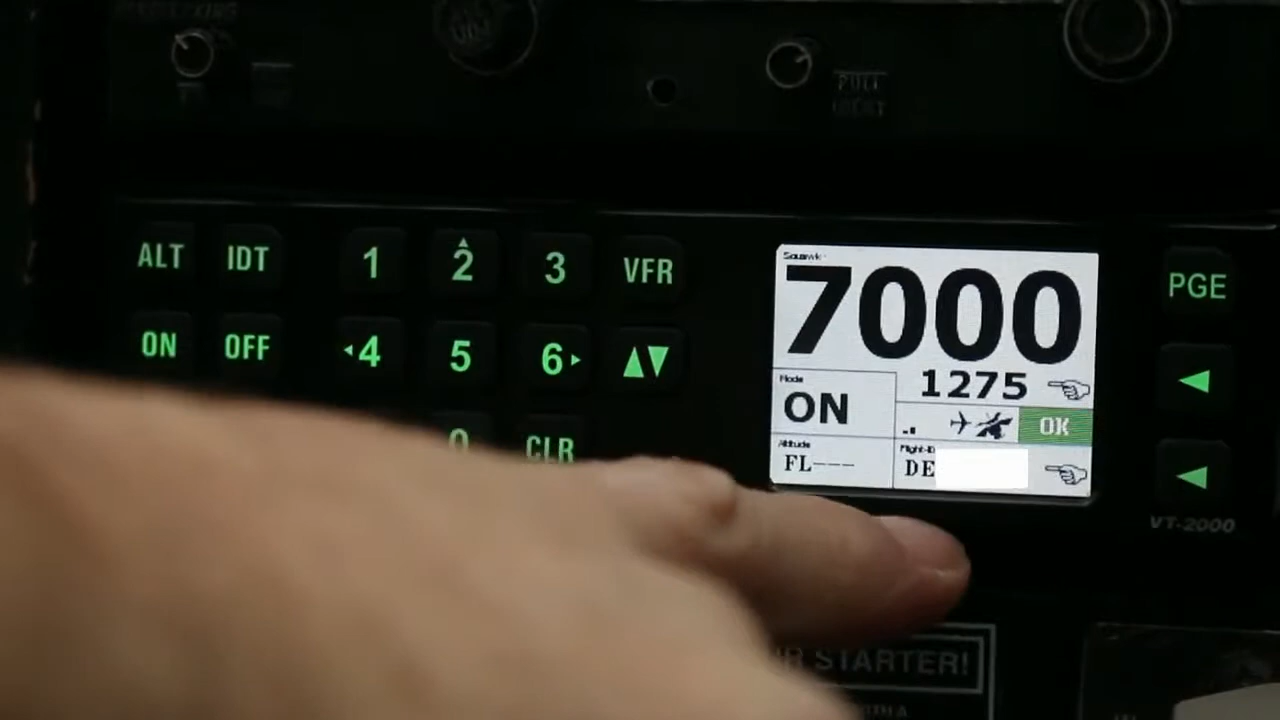 PULL
ALT IDT 1 2 3 VFR
ON OFF 4 5 6
CLR
PGE
Squawk
7000
1275
Mode
ON
OK
Altitude
FL---
Flight-ID
DE
VT-2000
STARTER!